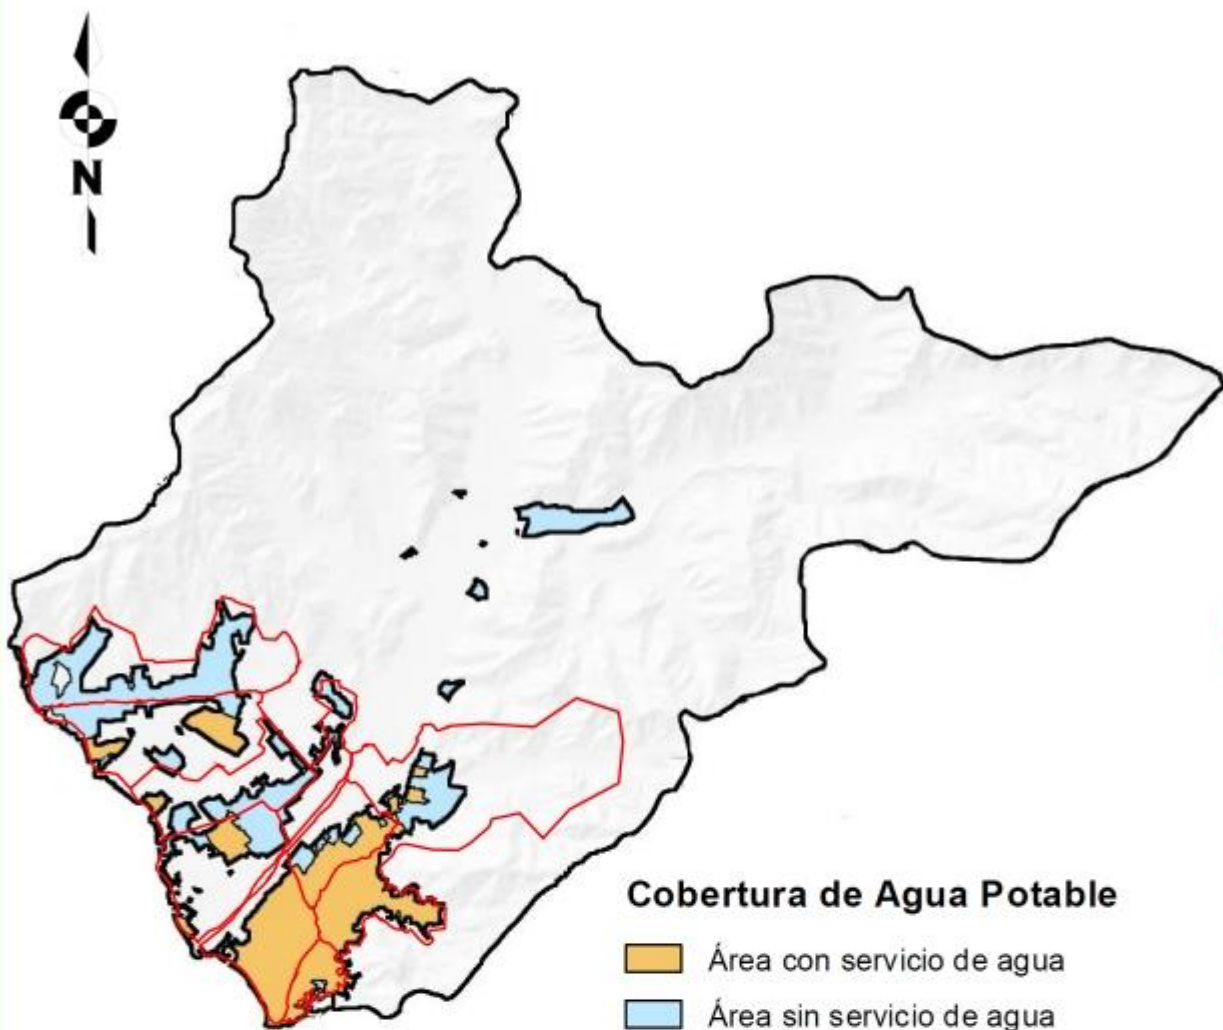 N
Cobertura de Agua Potable
Área con servicio de agua
Área sin servicio de agua